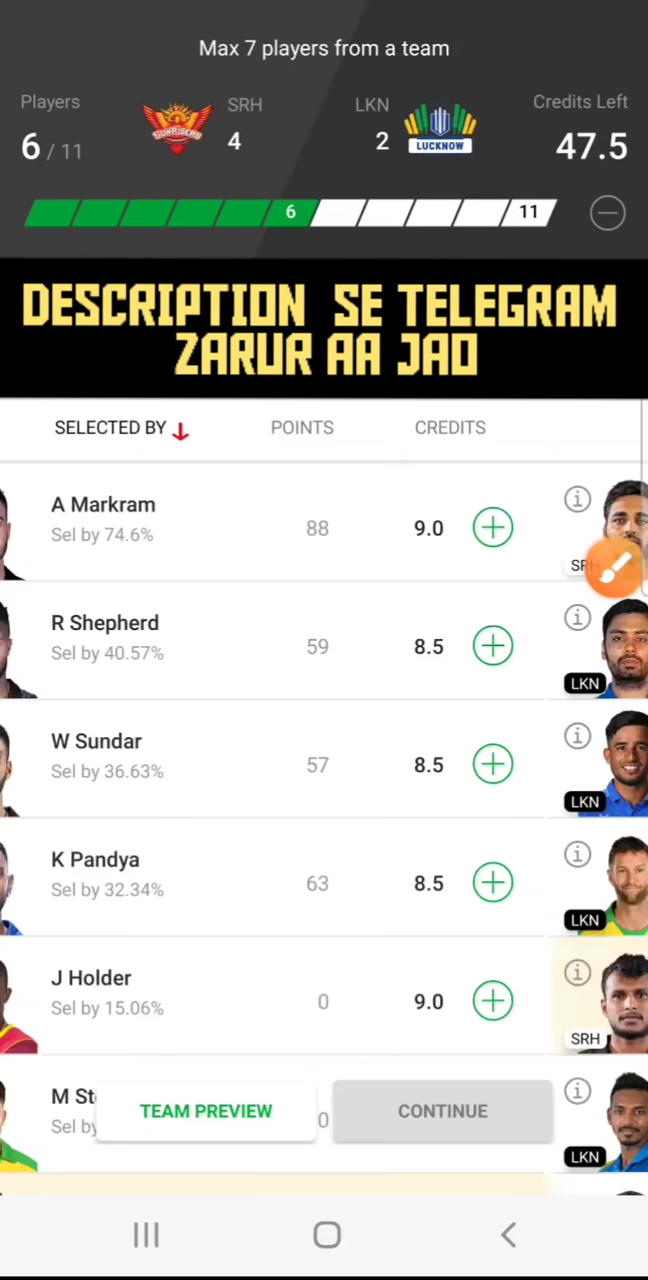 Max 7 players from a team
Players SRH LKN Credits Left
6 / 11 4 2 47.5
SUNRISERS
LUCKNOW
6 11
DESCRIPTION SE TELEGRAM
ZARUR AA JAO
SELECTED BY POINTS CREDITS
A Markram
Sel by 74.6% 88 9.0
R Shepherd
Sel by 40.57% 59 8.5
LKN
W Sundar
Sel by 36.63% 57 8.5
LKN
K Pandya
Sel by 32.34% 63 8.5
LKN
J Holder
Sel by 15.06% 0 9.0
SRH
M
Sel by 0
TEAM PREVIEW CONTINUE
LKN